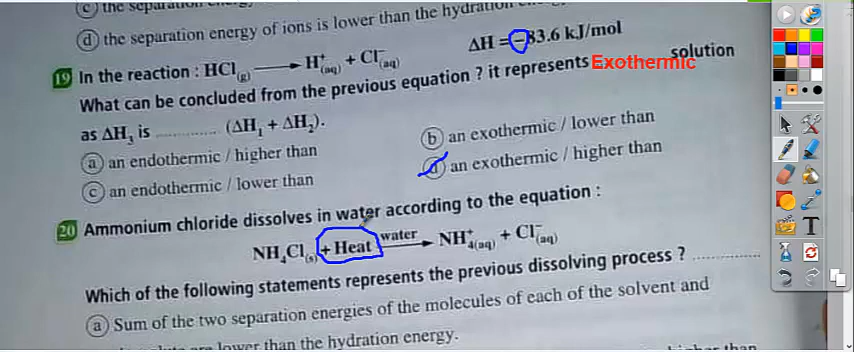 c the separation
d the separation energy of ions is lower than the hydration
19 In the reaction : HCl(g) ⟶ H⁺(aq) + Cl⁻(aq) ΔH = –83.6 kJ/mol
What can be concluded from the previous equation ? it represents Exothermic solution
as ΔH₃ is ............. (ΔH₁ + ΔH₂).
a an endothermic / higher than
b an exothermic / lower than
c an endothermic / lower than
d an exothermic / higher than
20 Ammonium chloride dissolves in water according to the equation :
NH₄Cl(s) + Heat water ⟶ NH⁺₄(aq) + Cl⁻(aq)
Which of the following statements represents the previous dissolving process ? ..............
a Sum of the two separation energies of the molecules of each of the solvent and
are lower than the hydration energy.
than
T